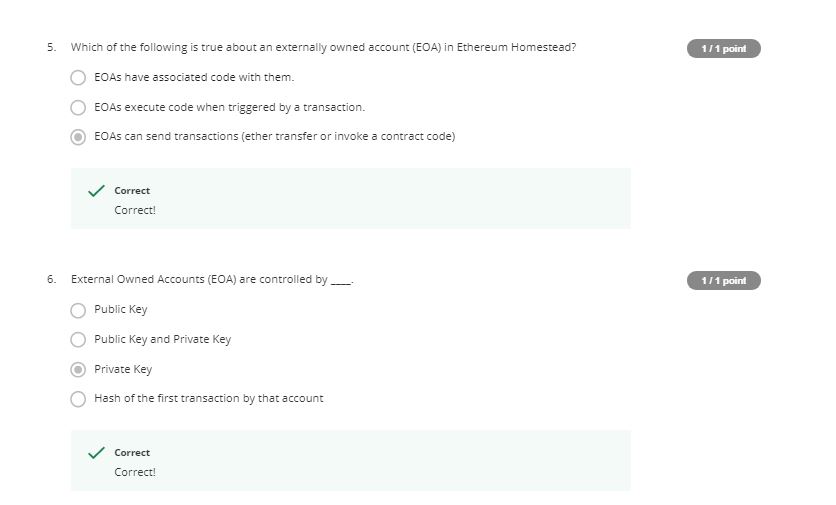 5. Which of the following is true about an externally owned account (EOA) in Ethereum Homestead?
1 / 1 point
EOAs have associated code with them.
EOAs execute code when triggered by a transaction.
EOAs can send transactions (ether transfer or invoke a contract code)
Correct
Correct!
6. External Owned Accounts (EOA) are controlled by ____.
1 / 1 point
Public Key
Public Key and Private Key
Private Key
Hash of the first transaction by that account
Correct
Correct!